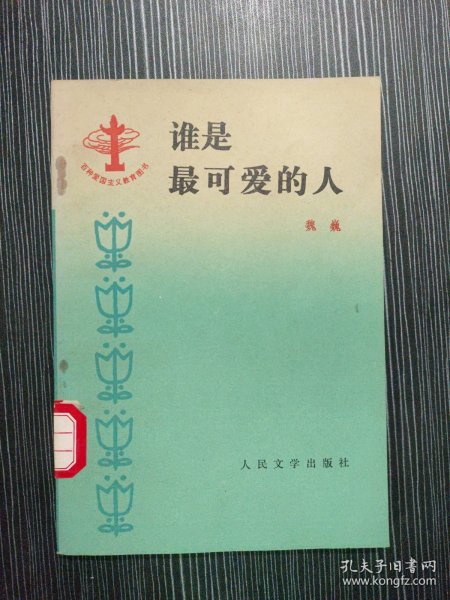 谁是
最可爱的人
百种爱国主义教育图书
魏巍
人民文学出版社
孔夫子旧书网
www.kongfz.com